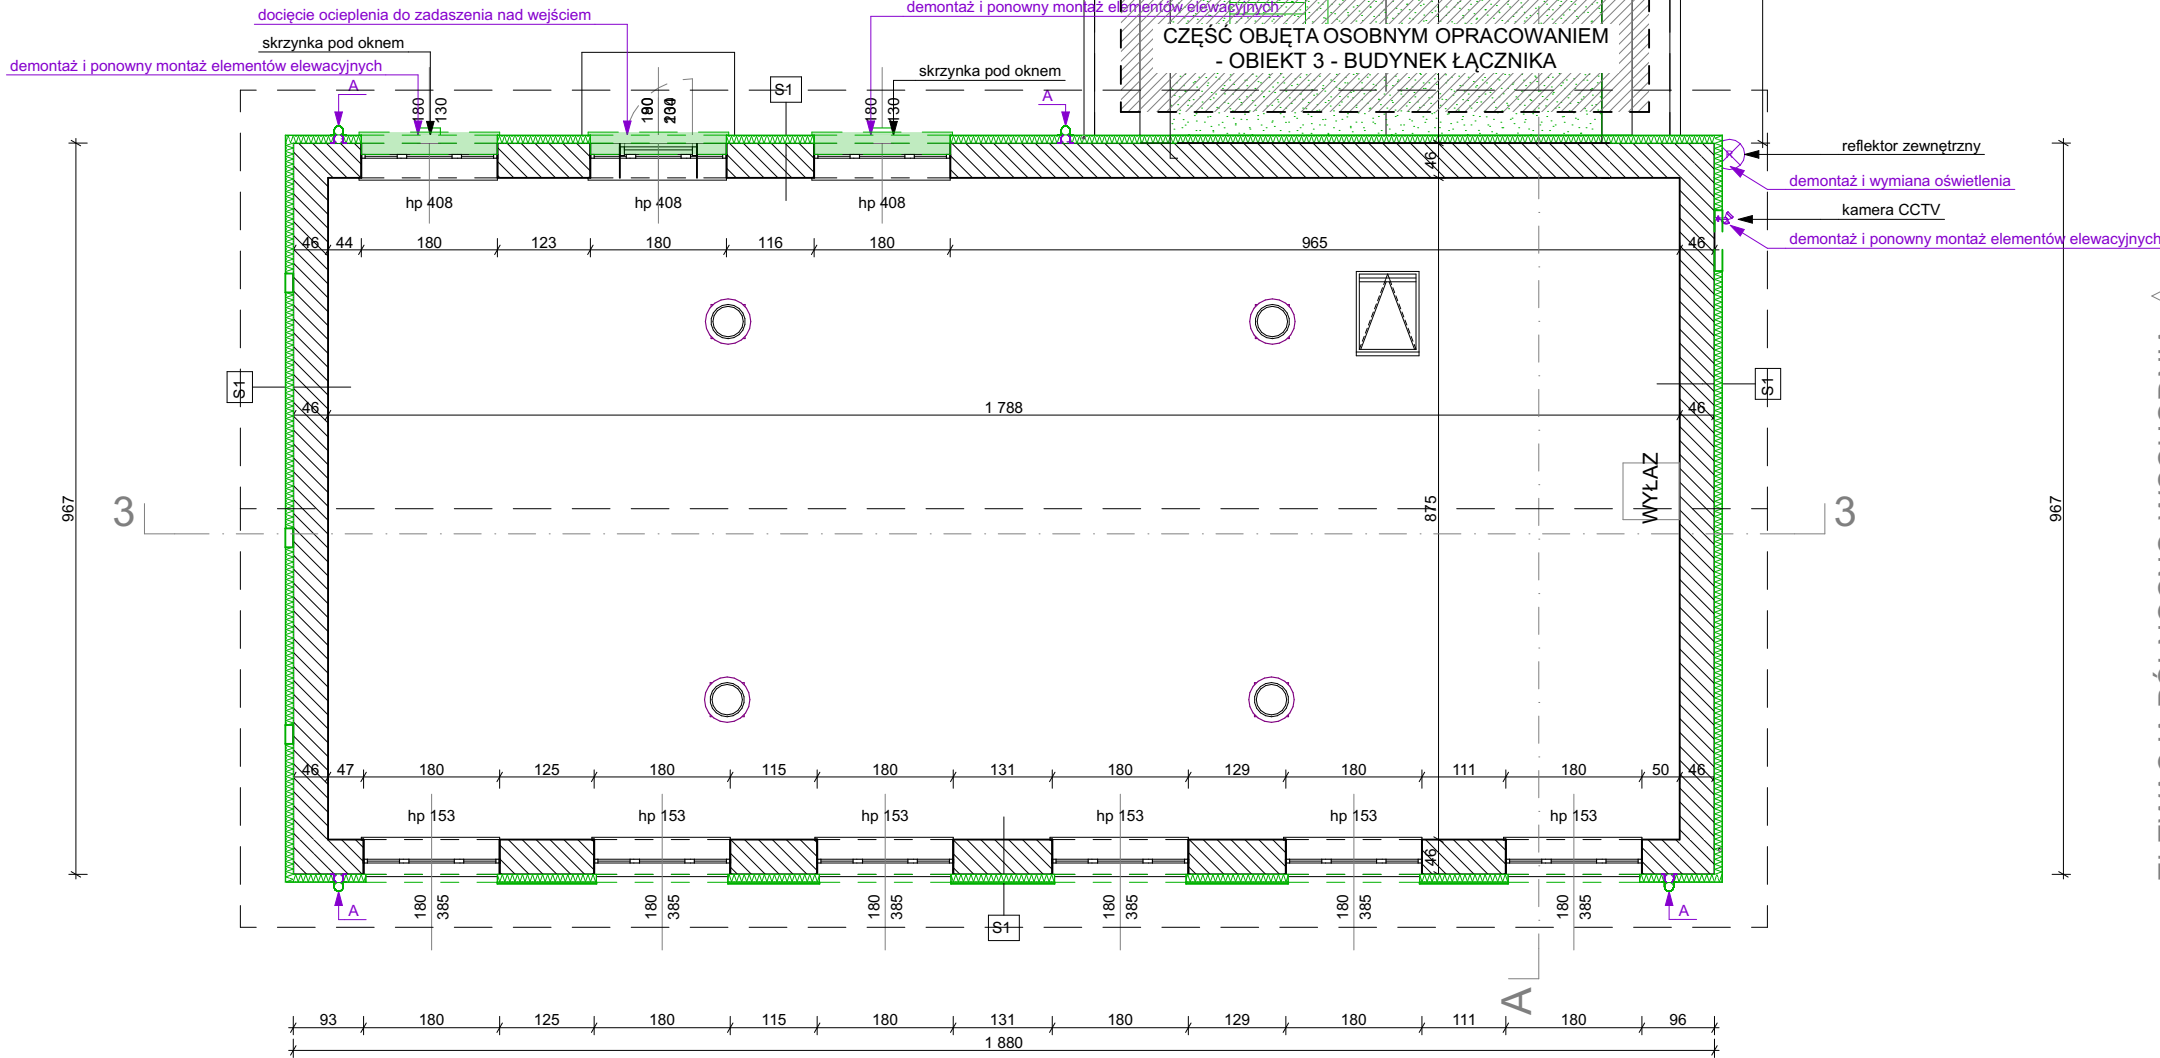 docięcie ocieplenia do zadaszenia nad wejściem
demontaż i ponowny montaż elementów elewacyjnych
skrzynka pod oknem
CZĘŚĆ OBJĘTA OSOBNYM OPRACOWANIEM
- OBIEKT 3 - BUDYNEK ŁĄCZNIKA
demontaż i ponowny montaż elementów elewacyjnych
skrzynka pod oknem
A
180
130
S1
180
130
A
reflektor zewnętrzny
demontaż i wymiana oświetlenia
kamera CCTV
demontaż i ponowny montaż elementów elewacyjnych
46
hp 408
hp 408
hp 408
46 44 180 123 180 116 180 965 46
S1
S1
46 1 788 46
WYŁAZ
967
3
875
3
967
46 47 180 125 180 115 180 131 180 129 180 111 180 50 46
hp 153
hp 153
hp 153
hp 153
hp 153
hp 153
46
A
180
385
180
385
180
385
180
385
180
385
180
385
A
S1
A
93 180 125 180 115 180 131 180 129 180 111 180 96
1 880